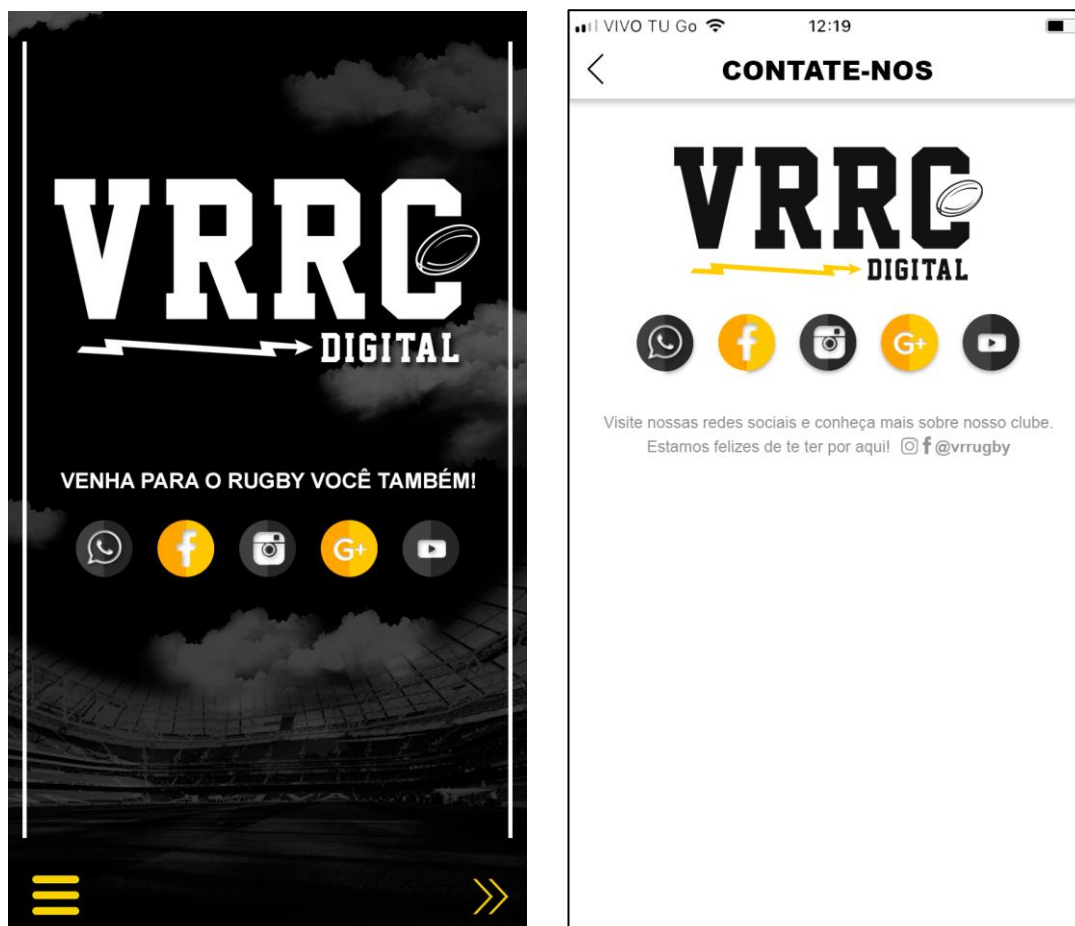 VRRC
DIGITAL
VENHA PARA O RUGBY VOCÊ TAMBÉM!
G+
VIVO TU Go 12:19
CONTATE-NOS
VRRC
DIGITAL
G+
Visite nossas redes sociais e conheça mais sobre nosso clube.
Estamos felizes de te ter por aqui! @vrrugby